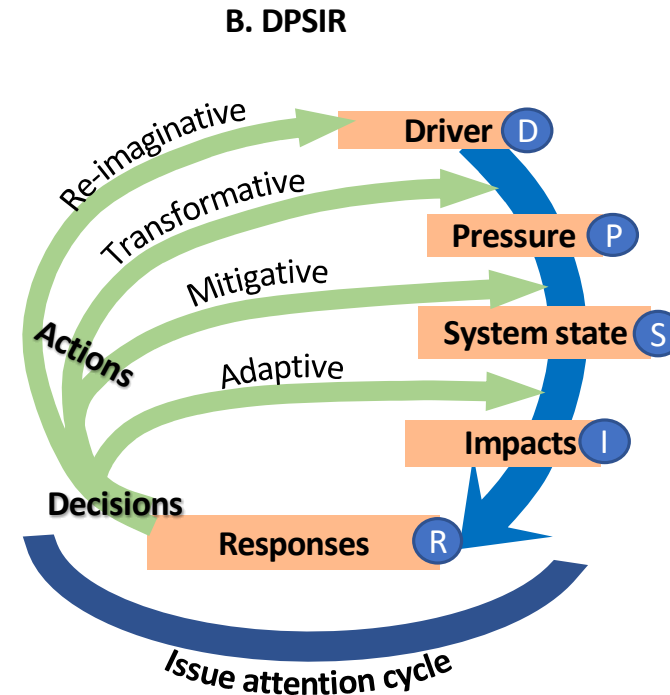 B. DPSIR
Re-imaginative
Driver D
Transformative
Pressure P
Mitigative
System state S
Actions
Adaptive
Impacts I
Decisions
Responses R
Issue attention cycle